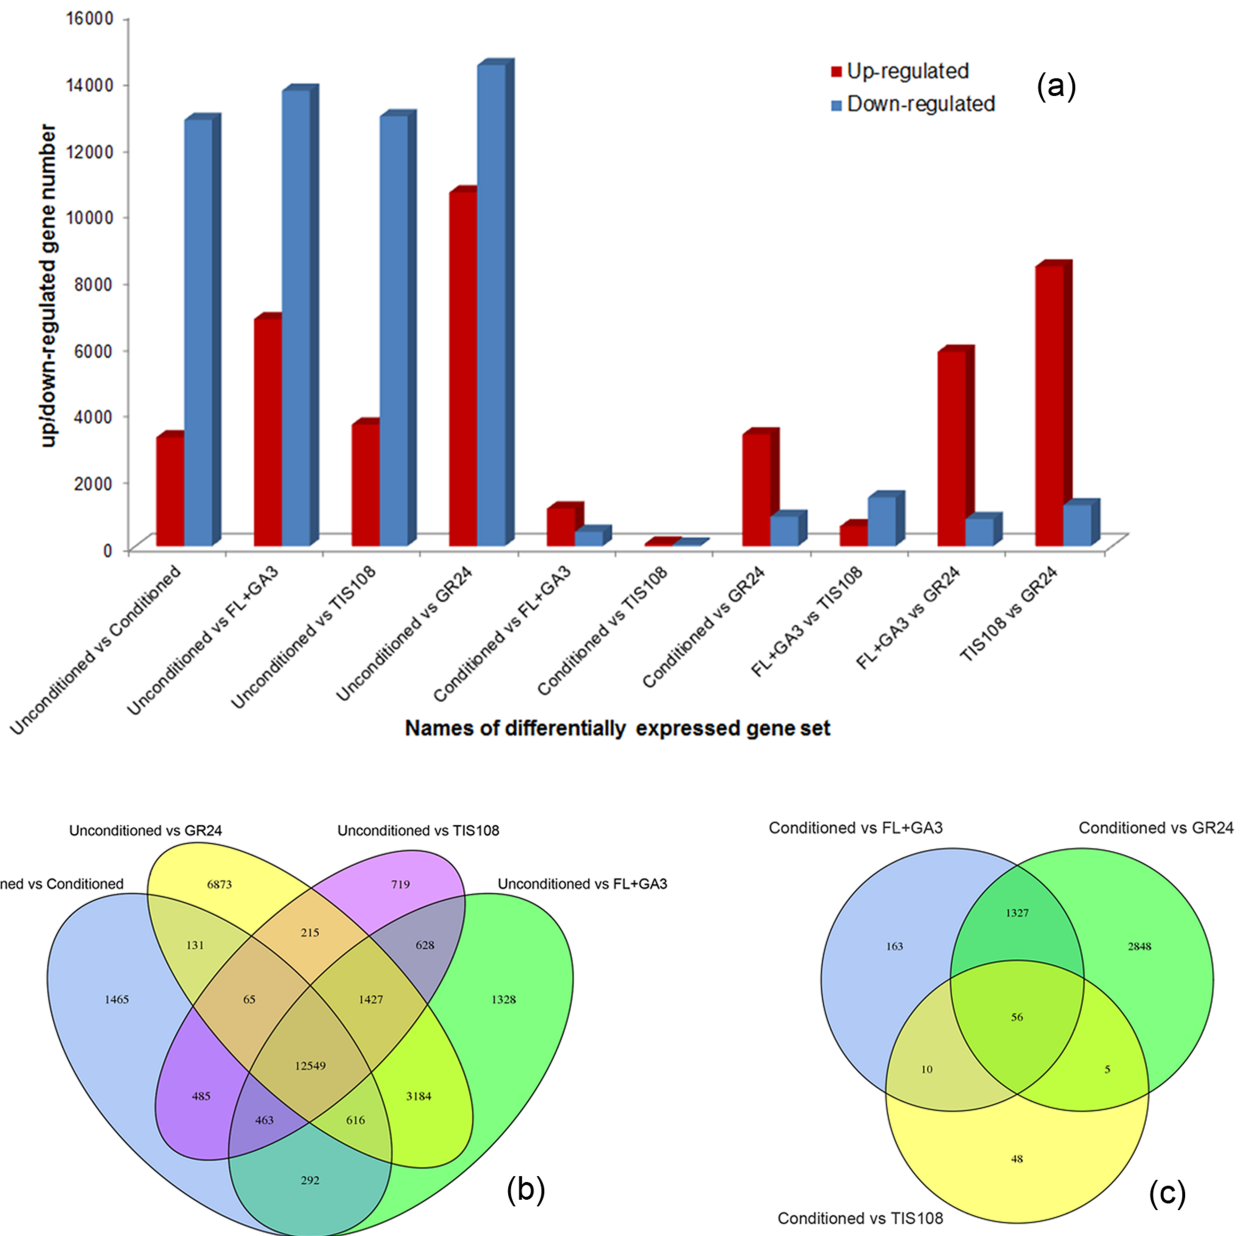 16000
14000
12000
10000
8000
6000
4000
2000
0
up/down-regulated gene number
Up-regulated
Down-regulated
(a)
Unconditioned vs Conditioned
Unconditioned vs FL+GA3
Unconditioned vs TIS108
Unconditioned vs GR24
Conditioned vs FL+GA3
Conditioned vs TIS108
Conditioned vs GR24
FL+GA3 vs TIS108
FL+GA3 vs GR24
TIS108 vs GR24
Names of differentially expressed gene set
Unconditioned vs GR24
Unconditioned vs TIS108
ned vs Conditioned
Unconditioned vs FL+GA3
6873
719
131
215
628
1465
65
1427
1328
12549
485
3184
463
616
292
(b)
Conditioned vs FL+GA3
Conditioned vs GR24
1327
163
2848
56
10
5
48
(c)
Conditioned vs TIS108